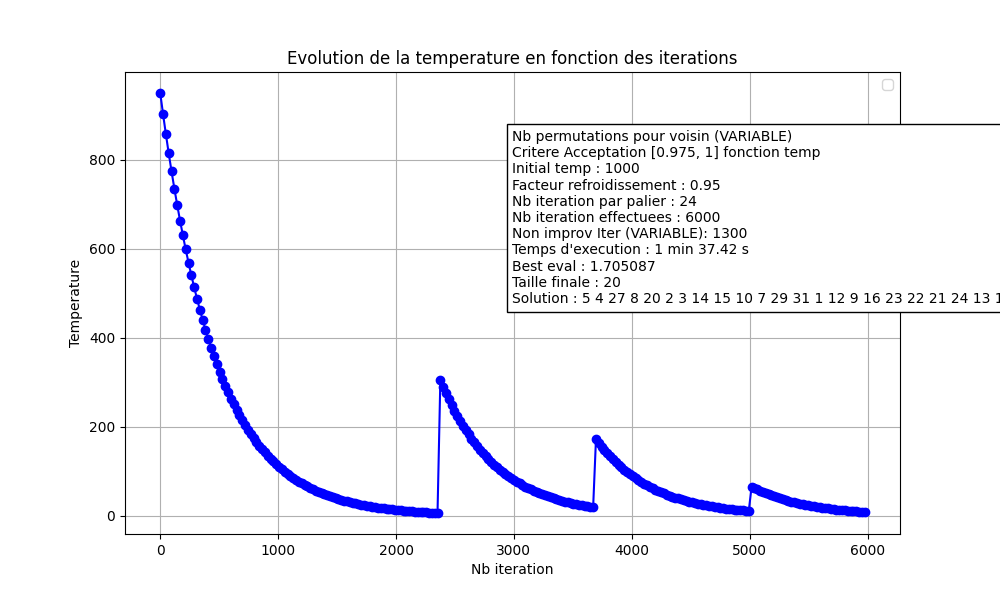 Evolution de la temperature en fonction des iterations
Temperature
800
600
400
200
0
Nb permutations pour voisin (VARIABLE)
Critere Acceptation [0.975, 1] fonction temp
Initial temp : 1000
Facteur refroidissement : 0.95
Nb iteration par palier : 24
Nb iteration effectuees : 6000
Non improv Iter (VARIABLE): 1300
Temps d'execution : 1 min 37.42 s
Best eval : 1.705087
Taille finale : 20
Solution : 5 4 27 8 20 2 3 14 15 10 7 29 31 1 12 9 16 23 22 21 24 13
0 1000 2000 3000 4000 5000 6000
Nb iteration